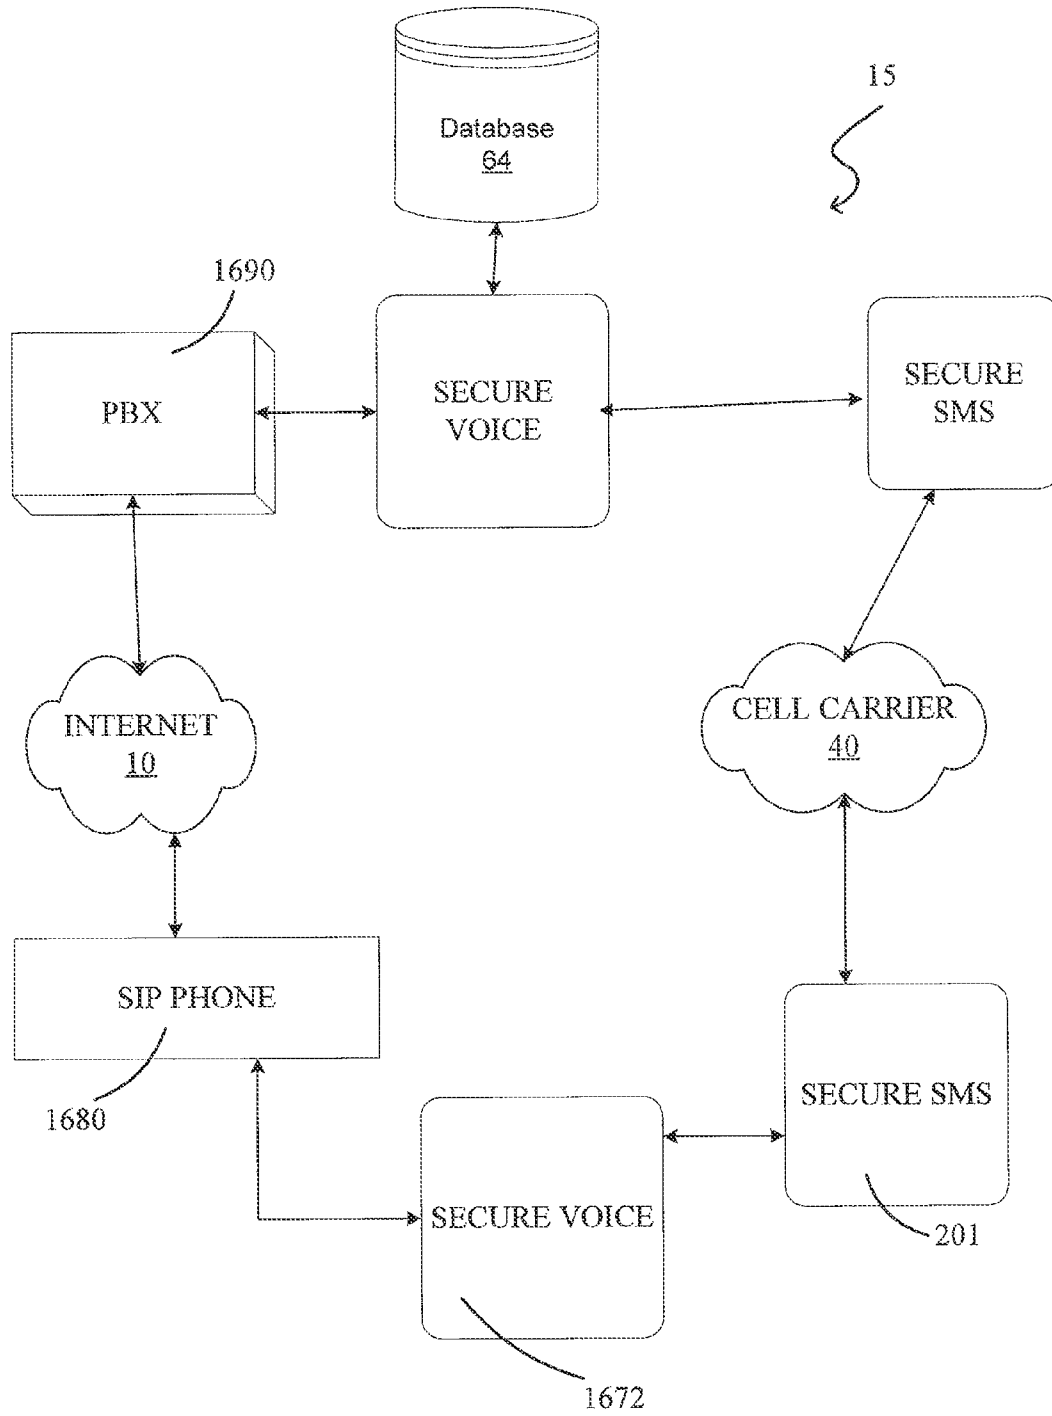 Database
64
15
1690
PBX
SECURE
VOICE
SECURE
SMS
INTERNET
10
CELL CARRIER
40
SIP PHONE
1680
SECURE SMS
201
SECURE VOICE
1672